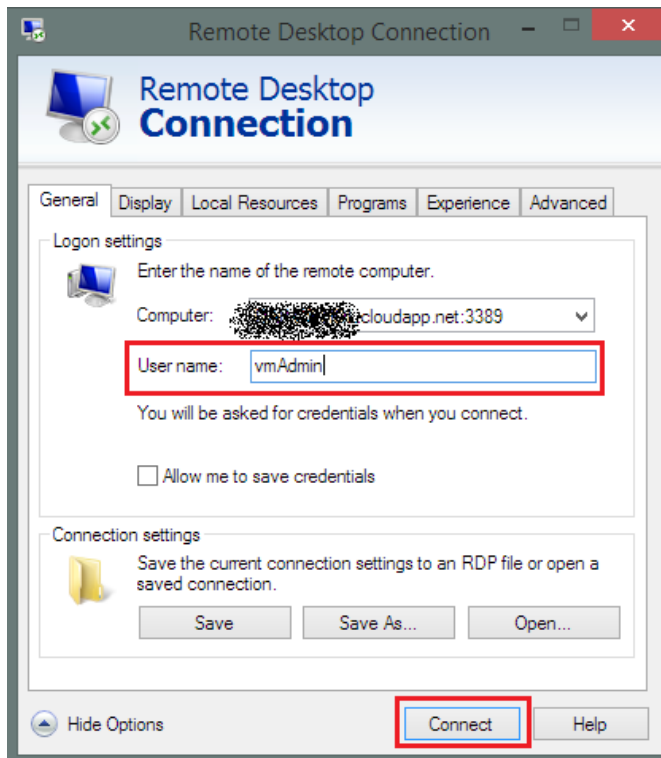 Remote Desktop Connection
Remote Desktop
Connection
General Display Local Resources Programs Experience Advanced
Logon settings
Enter the name of the remote computer.
Computer: cloudapp.net:3389
User name: vmAdmin
You will be asked for credentials when you connect.
Allow me to save credentials
Connection settings
Save the current connection settings to an RDP file or open a
saved connection.
Save Save As... Open...
Hide Options Connect Help